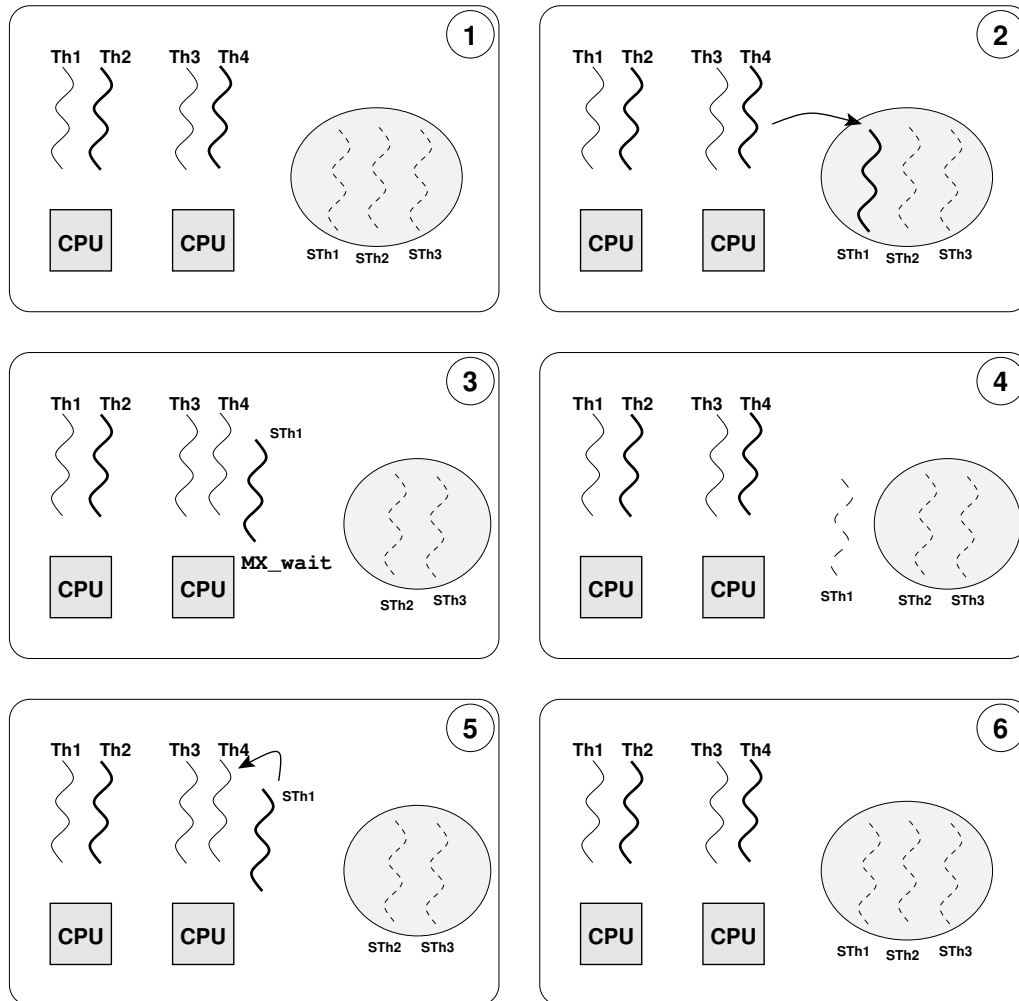 1
Th1 Th2 Th3 Th4
CPU CPU
STh1 STh2 STh3
2
Th1 Th2 Th3 Th4
CPU CPU
STh1 STh2 STh3
3
Th1 Th2 Th3 Th4
STh1
MX_wait
CPU CPU
STh2 STh3
4
Th1 Th2 Th3 Th4
CPU CPU
STh1 STh2 STh3
5
Th1 Th2 Th3 Th4
STh1
CPU CPU
STh2 STh3
6
Th1 Th2 Th3 Th4
CPU CPU
STh1 STh2 STh3